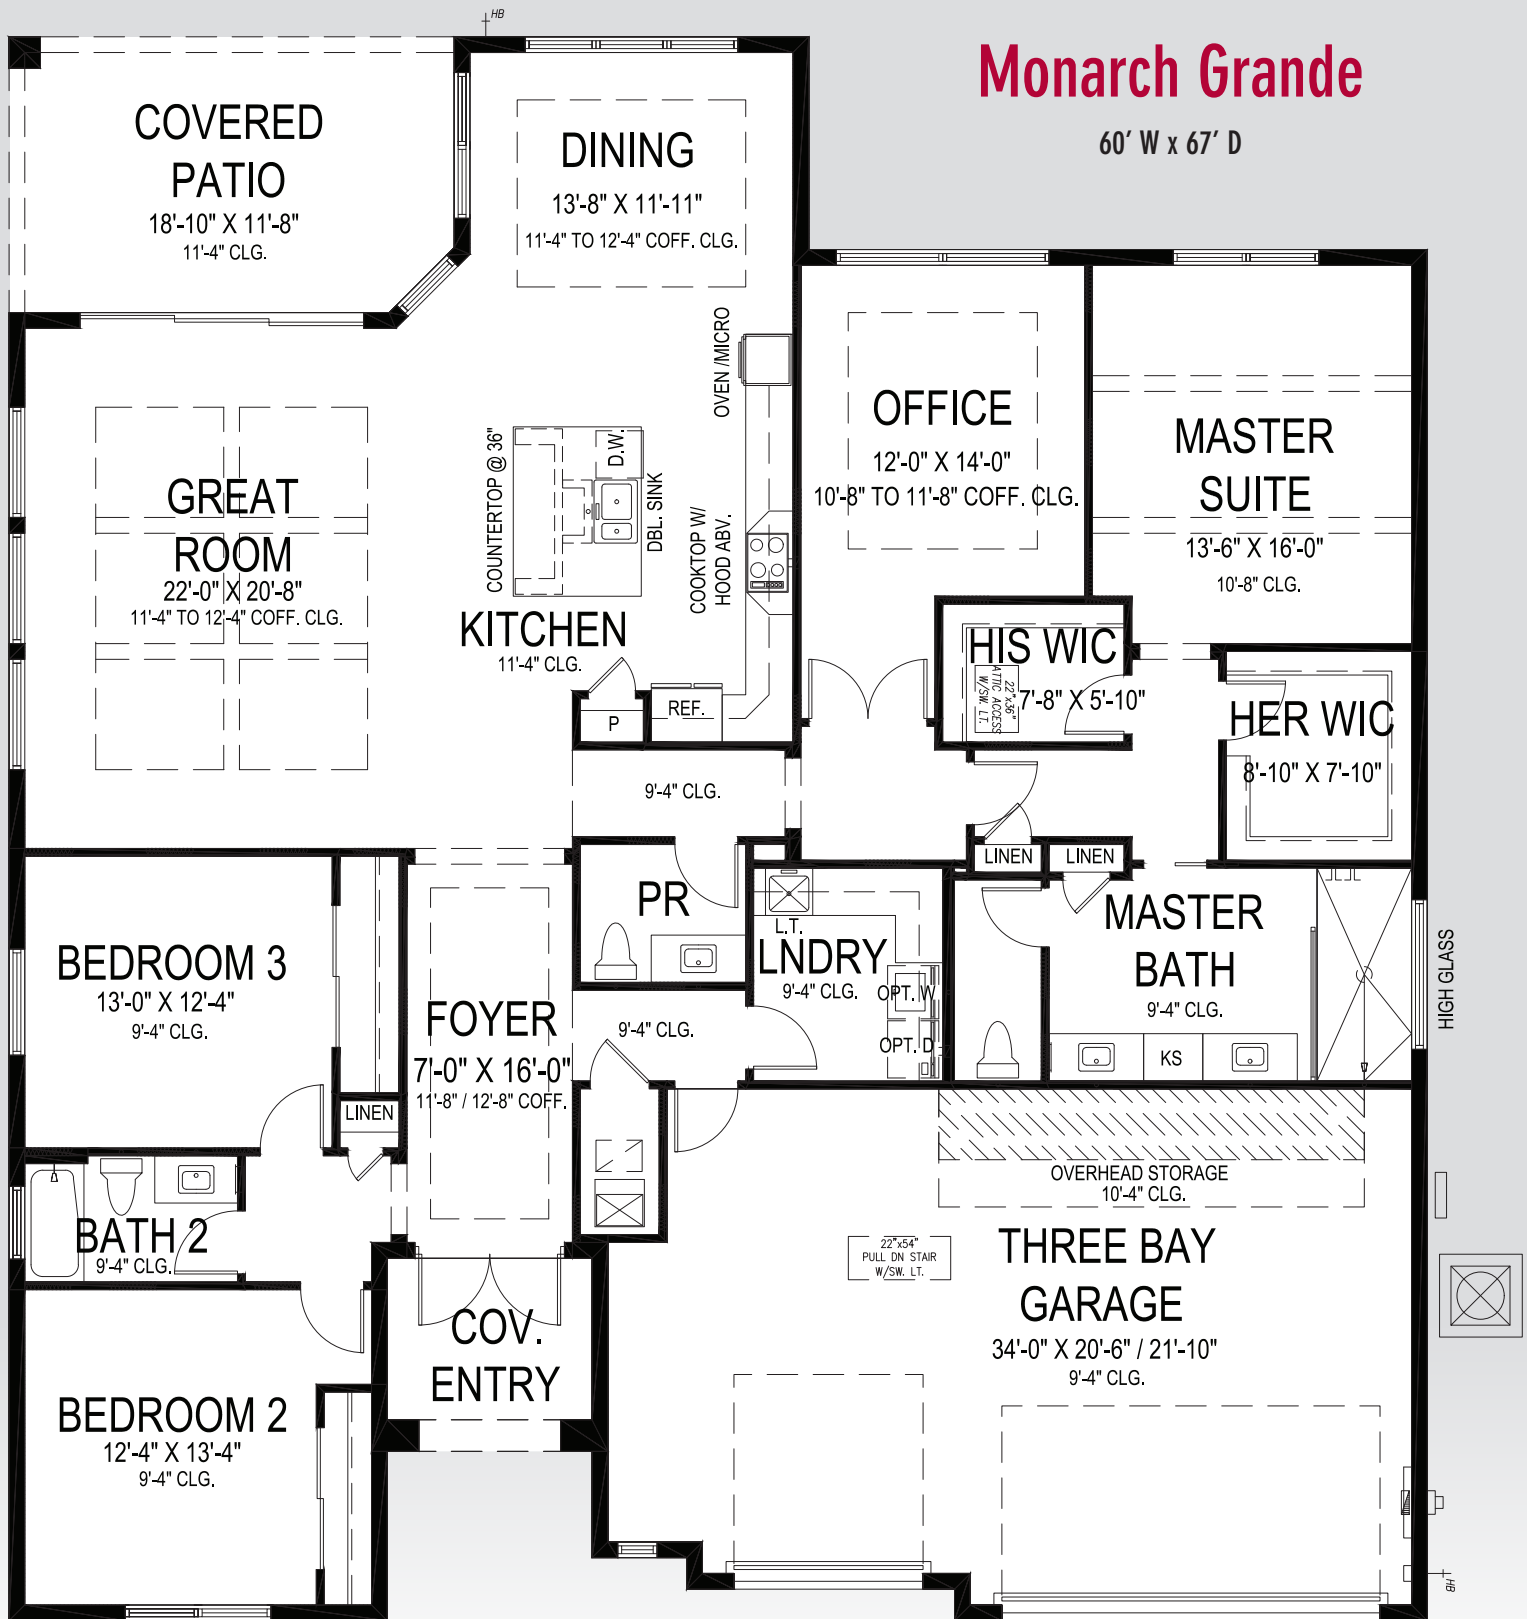 HB
Monarch Grande
60' W x 67' D
COVERED
PATIO
18'-10" X 11'-8"
11'-4" CLG.
DINING
13'-8" X 11'-11"
11'-4" TO 12'-4" COFF. CLG.
OVEN /MICRO
OFFICE
12'-0" X 14'-0"
10'-8" TO 11'-8" COFF. CLG.
MASTER
SUITE
13'-6" X 16'-0"
10'-8" CLG.
GREAT
ROOM
22'-0" X 20'-8"
11'-4" TO 12'-4" COFF. CLG.
COUNTERTOP @ 36"
D.W.
DBL. SINK
COOKTOP W/
HOOD ABV.
KITCHEN
11'-4" CLG.
P
REF.
HIS WIC
7'-8" X 5'-10"
22"x36"
ATTIC ACCESS
W/SW. LT.
HER WIC
8'-10" X 7'-10"
9'-4" CLG.
LINEN
LINEN
PR
L.T.
LNDRY
9'-4" CLG.
OPT. W
OPT. D
MASTER
BATH
9'-4" CLG.
KS
HIGH GLASS
BEDROOM 3
13'-0" X 12'-4"
9'-4" CLG.
FOYER
7'-0" X 16'-0"
11'-8" / 12'-8" COFF.
9'-4" CLG.
LINEN
BATH 2
9'-4" CLG.
OVERHEAD STORAGE
10'-4" CLG.
22"x54"
PULL DN STAIR
W/SW. LT.
THREE BAY
GARAGE
34'-0" X 20'-6" / 21'-10"
9'-4" CLG.
COV.
ENTRY
BEDROOM 2
12'-4" X 13'-4"
9'-4" CLG.
HB